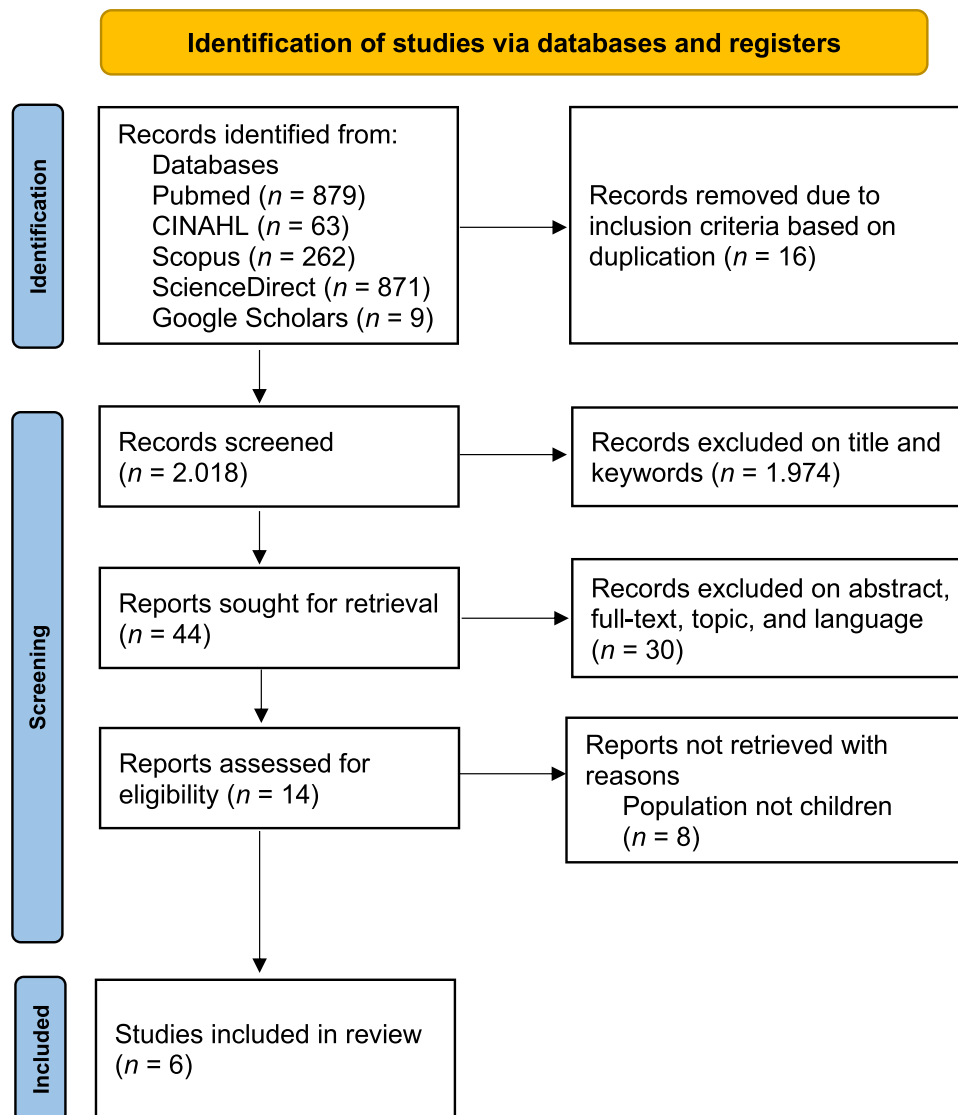 Identification of studies via databases and registers
Identification
Records identified from:
Databases
Pubmed (n = 879)
CINAHL (n = 63)
Scopus (n = 262)
ScienceDirect (n = 871)
Google Scholars (n = 9)
Records removed due to
inclusion criteria based on
duplication (n = 16)
Screening
Records screened
(n = 2.018)
Records excluded on title and
keywords (n = 1.974)
Reports sought for retrieval
(n = 44)
Records excluded on abstract,
full-text, topic, and language
(n = 30)
Reports assessed for
eligibility (n = 14)
Reports not retrieved with
reasons
Population not children
(n = 8)
Included
Studies included in review
(n = 6)